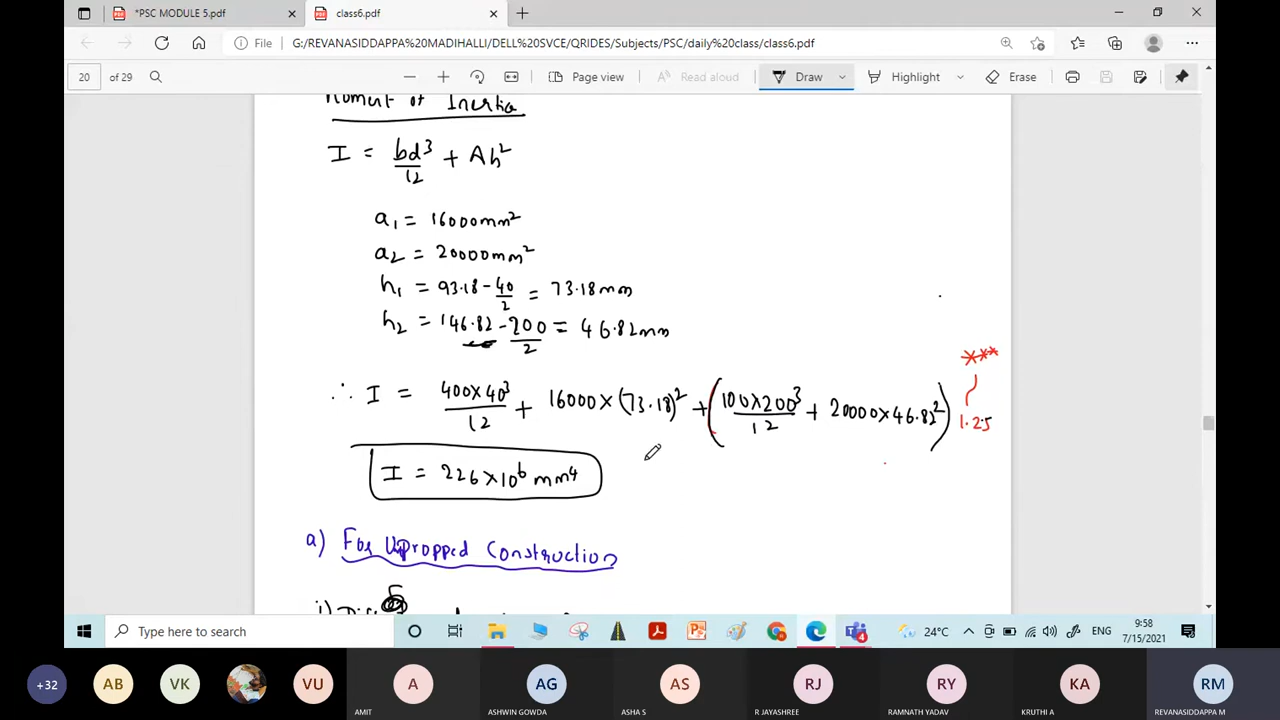 *PSC MODULE 5.pdf
class6.pdf
File
G:/REVANASIDDAPPA MADIHALLI/DELL SVCE/QRIDES/Subjects/PSC/daily class/class6.pdf
20 of 29
Page view
Read aloud
Draw
Highlight
Erase
Moment of Inertia
I = bd³/12 + Ah²
a₁ = 16000mm²
a₂ = 20000mm²
h₁ = 93.18 - 40/2 = 73.18mm
h₂ = 146.82 - 200/2 = 46.82mm
∴ I = 400×40³/12 + 16000×(73.18)² + (100×200³/12 + 20000×46.82²)
***
1.25
I = 226×10⁶ mm⁴
a) For Unpropped Construction
Type here to search
24°C
ENG
9:58
7/15/2021
+32
AB
VK
VU
A
AG
AS
RJ
RY
KA
RM
AMIT
ASHWIN GOWDA
ASHA S
R JAYASHREE
RAMNATH YADAV
KRUTHI A
REVANASIDDAPPA M